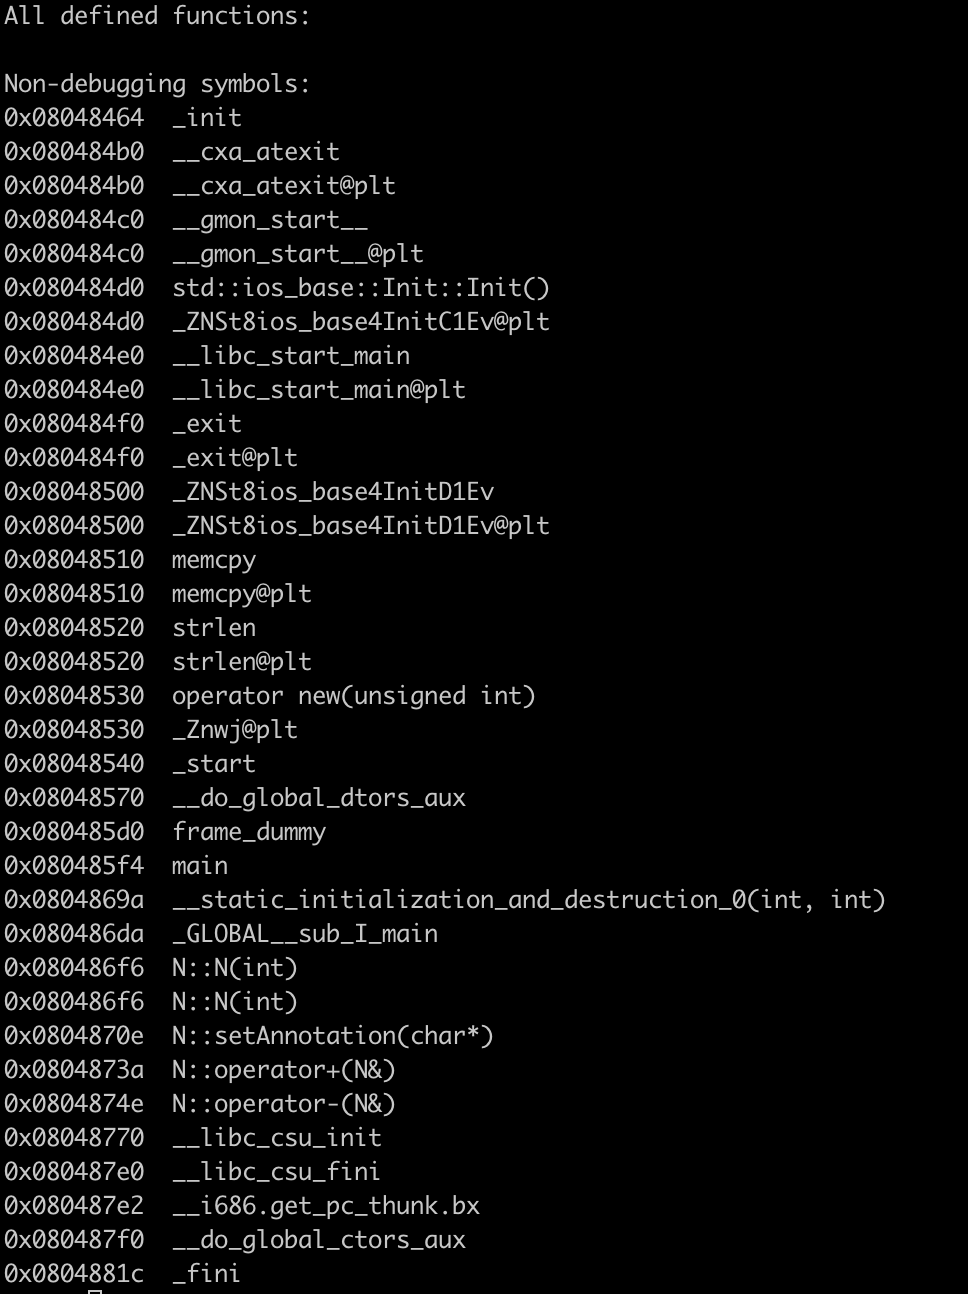 All defined functions:

Non-debugging symbols:
0x08048464  _init
0x080484b0  __cxa_atexit
0x080484b0  __cxa_atexit@plt
0x080484c0  __gmon_start__
0x080484c0  __gmon_start__@plt
0x080484d0  std::ios_base::Init::Init()
0x080484d0  _ZNSt8ios_base4InitC1Ev@plt
0x080484e0  __libc_start_main
0x080484e0  __libc_start_main@plt
0x080484f0  _exit
0x080484f0  _exit@plt
0x08048500  _ZNSt8ios_base4InitD1Ev
0x08048500  _ZNSt8ios_base4InitD1Ev@plt
0x08048510  memcpy
0x08048510  memcpy@plt
0x08048520  strlen
0x08048520  strlen@plt
0x08048530  operator new(unsigned int)
0x08048530  _Znwj@plt
0x08048540  _start
0x08048570  __do_global_dtors_aux
0x080485d0  frame_dummy
0x080485f4  main
0x0804869a  __static_initialization_and_destruction_0(int, int)
0x080486da  _GLOBAL__sub_I_main
0x080486f6  N::N(int)
0x080486f6  N::N(int)
0x0804870e  N::setAnnotation(char*)
0x0804873a  N::operator+(N&)
0x0804874e  N::operator-(N&)
0x08048770  __libc_csu_init
0x080487e0  __libc_csu_fini
0x080487e2  __i686.get_pc_thunk.bx
0x080487f0  __do_global_ctors_aux
0x0804881c  _fini